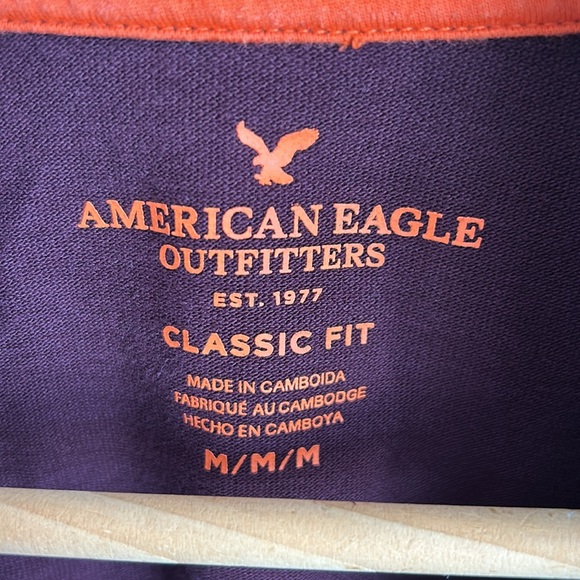 AMERICAN EAGLE
OUTFITTERS
EST. 1977
CLASSIC FIT
MADE IN CAMBOIDA
FABRIQUÉ AU CAMBODGE
HECHO EN CAMBOYA
M/M/M